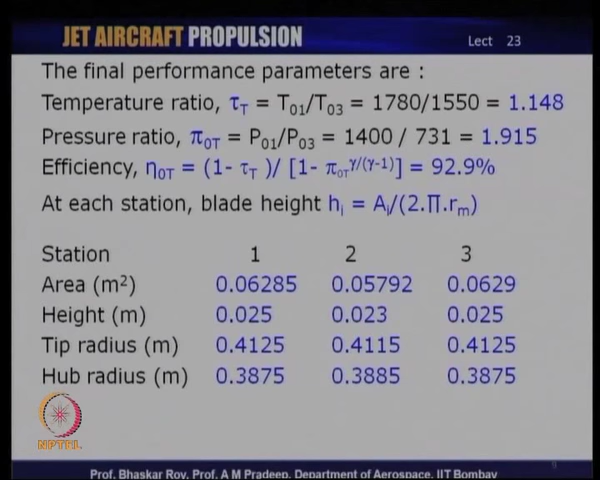 JET AIRCRAFT PROPULSION
Lect 23
The final performance parameters are :
Temperature ratio, τT = T01/T03 = 1780/1550 = 1.148
Pressure ratio, π0T = P01/P03 = 1400 / 731 = 1.915
Efficiency, η0T = (1- τT )/ [1- π0T^γ/(γ-1)] = 92.9%
At each station, blade height hi = Ai/(2.Π.rm)
Station 1 2 3
Area (m²) 0.06285 0.05792 0.0629
Height (m) 0.025 0.023 0.025
Tip radius (m) 0.4125 0.4115 0.4125
Hub radius (m) 0.3875 0.3885 0.3875
NPTEL
9
Prof. Bhaskar Roy, Prof. A M Pradeep, Department of Aerospace, IIT Bombay